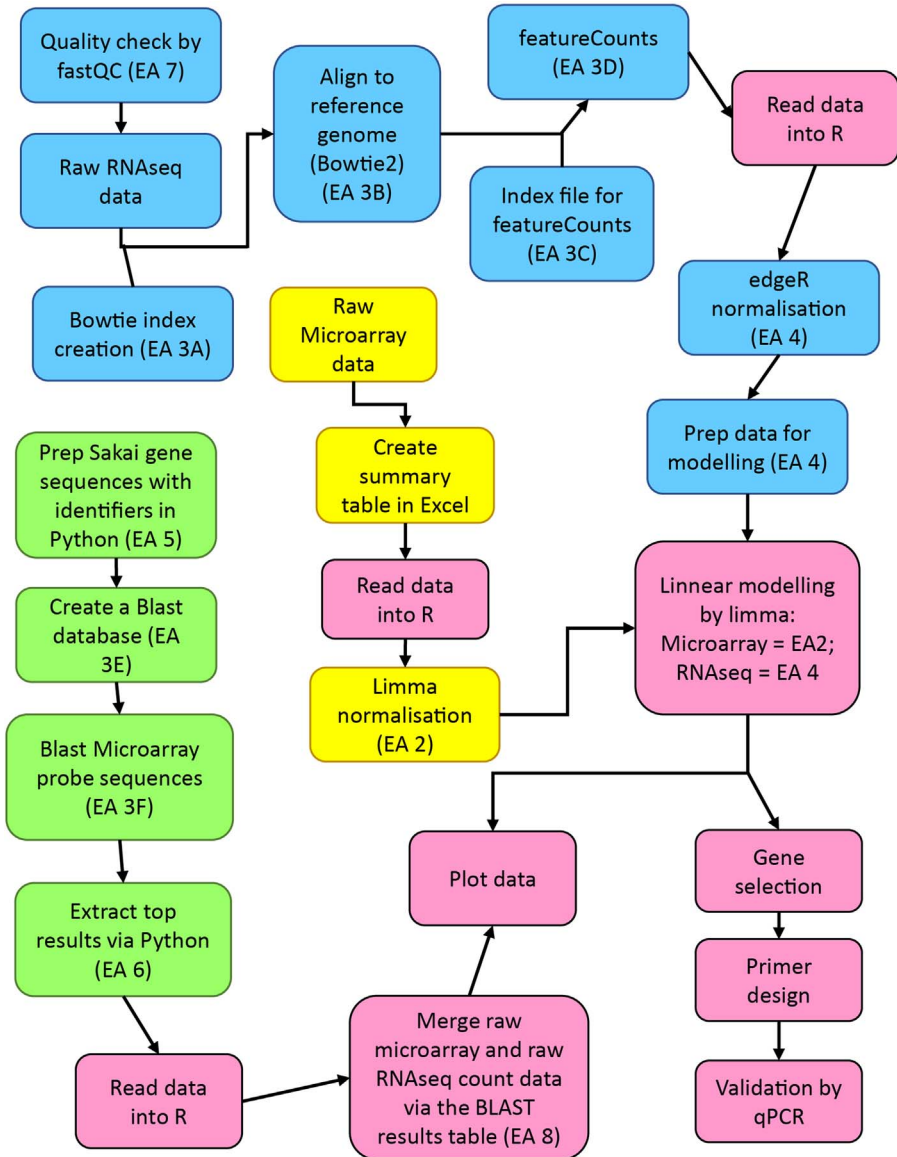 Quality check by
fastQC (EA 7)
Raw RNAseq
data
Bowtie index
creation (EA 3A)
Align to
reference
genome
(Bowtie2)
(EA 3B)
featureCounts
(EA 3D)
Index file for
featureCounts
(EA 3C)
Read data
into R
edgeR
normalisation
(EA 4)
Prep data for
modelling (EA 4)
Raw
Microarray
data
Create
summary
table in Excel
Read data
into R
Limma
normalisation
(EA 2)
Linnear modelling
by limma:
Microarray = EA2;
RNAseq = EA 4
Prep Sakai gene
sequences with
identifiers in
Python (EA 5)
Create a Blast
database (EA
3E)
Blast Microarray
probe sequences
(EA 3F)
Extract top
results via Python
(EA 6)
Read data
into R
Merge raw
microarray and raw
RNAseq count data
via the BLAST
results table (EA 8)
Plot data
Gene
selection
Primer
design
Validation by
qPCR